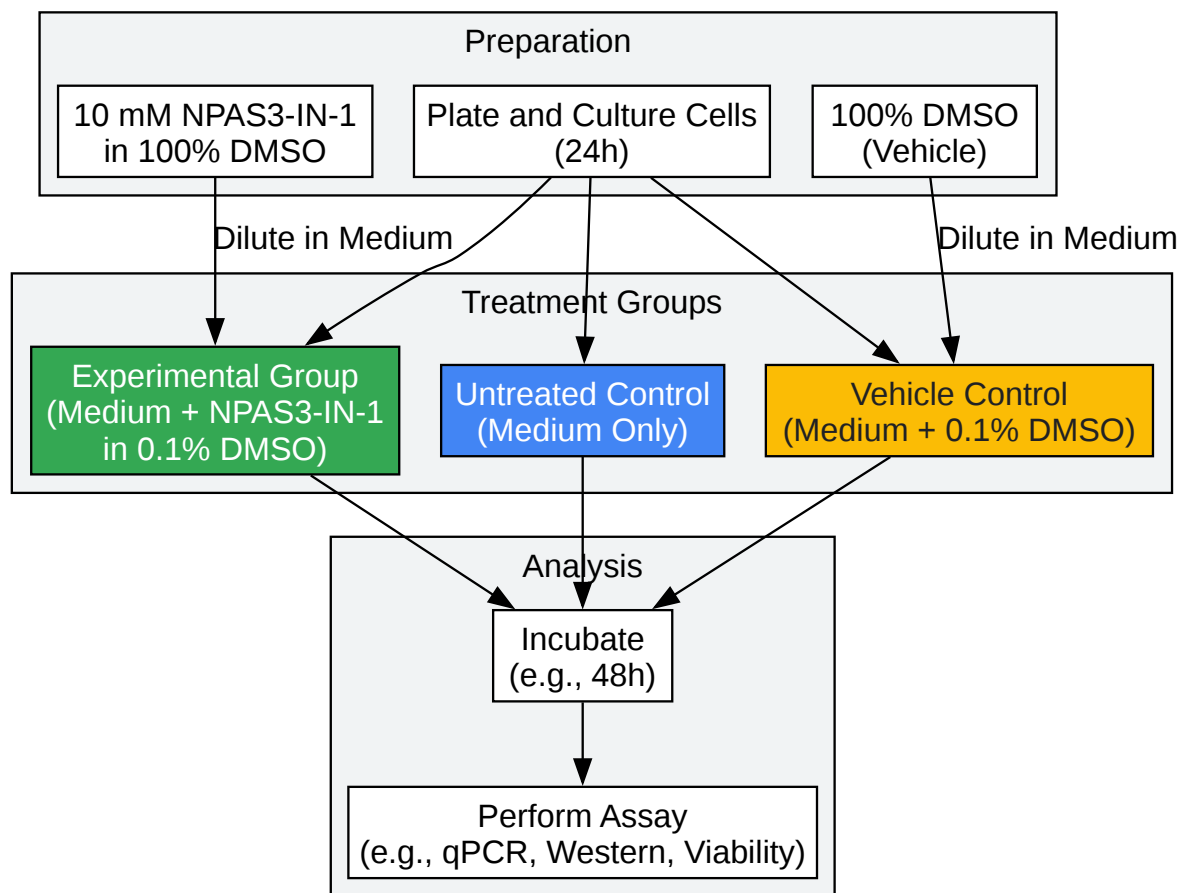 Preparation
10 mM NPAS3-IN-1
in 100% DMSO
Plate and Culture Cells
(24h)
100% DMSO
(Vehicle)
Dilute in Medium
Dilute in Medium
Treatment Groups
Experimental Group
(Medium + NPAS3-IN-1
in 0.1% DMSO)
Untreated Control
(Medium Only)
Vehicle Control
(Medium + 0.1% DMSO)
Analysis
Incubate
(e.g., 48h)
Perform Assay
(e.g., qPCR, Western, Viability)